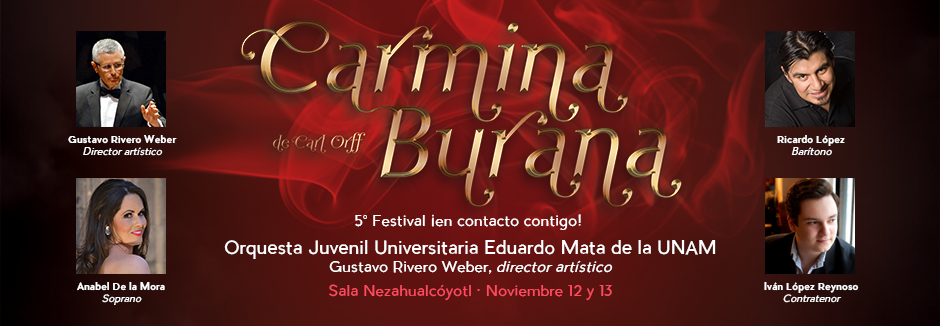 Carmina
de Carl Orff
Burana
Gustavo Rivero Weber
Director artístico
Ricardo López
Barítono
5° Festival ¡en contacto contigo!
Orquesta Juvenil Universitaria Eduardo Mata de la UNAM
Gustavo Rivero Weber, director artístico
Sala Nezahualcóyotl · Noviembre 12 y 13
Anabel De la Mora
Soprano
Iván López Reynoso
Contratenor